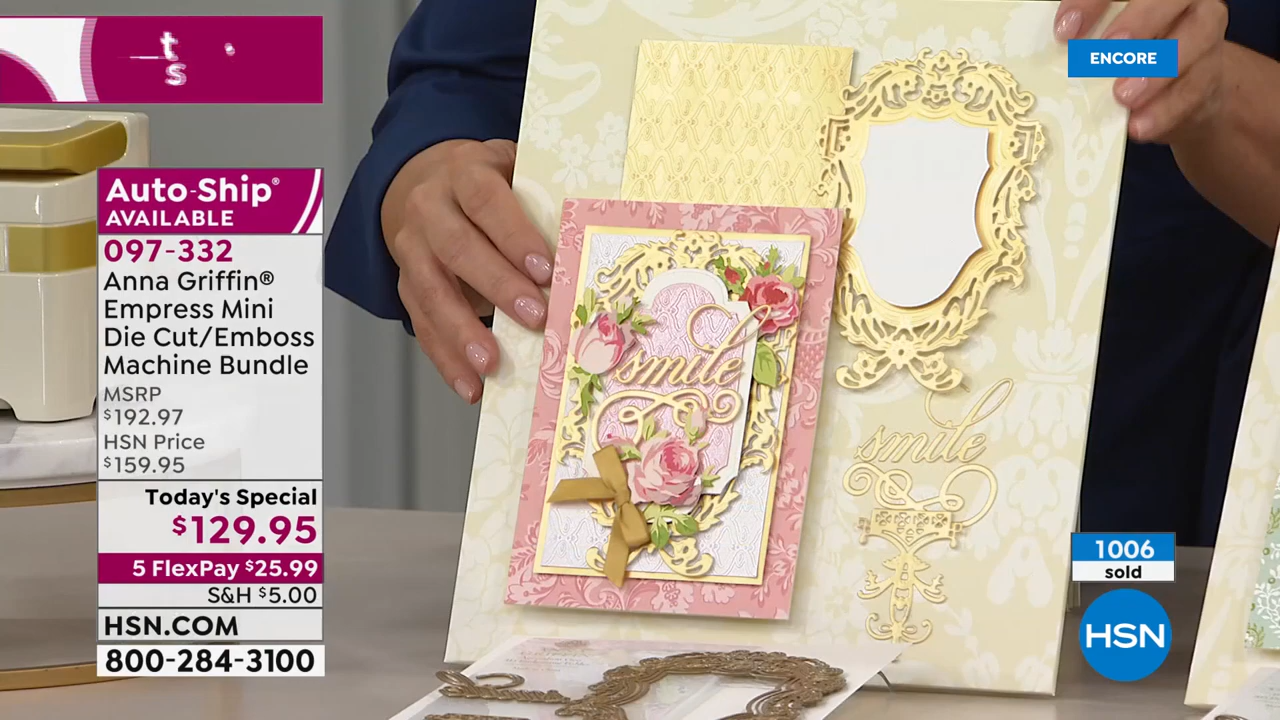 t
s
ENCORE
Auto-Ship®
AVAILABLE
097-332
Anna Griffin®
Empress Mini
Die Cut/Emboss
Machine Bundle
MSRP
$192.97
HSN Price
$159.95
Today's Special
$129.95
5 FlexPay $25.99
S&H $5.00
HSN.COM
800-284-3100
smile
smile
1006
sold
HSN